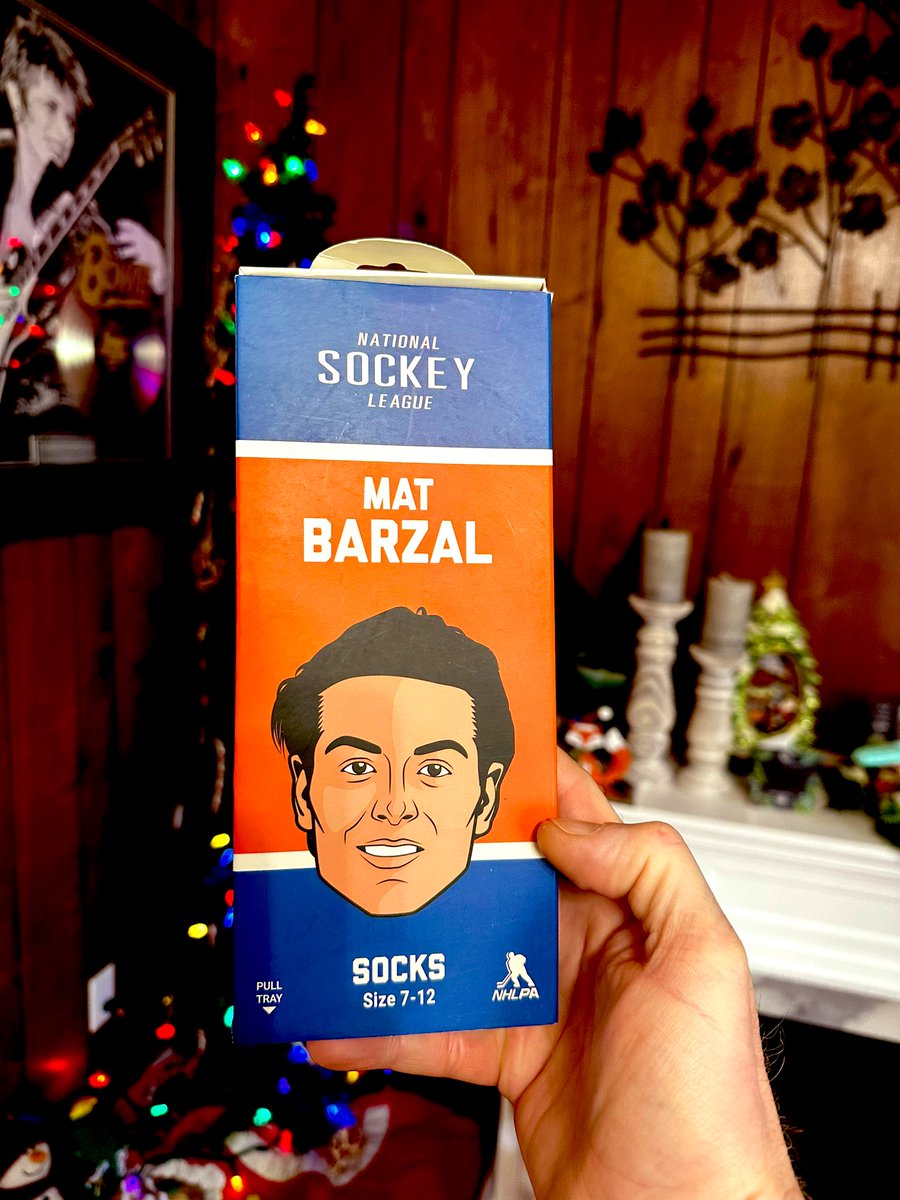 NATIONAL
SOCKEY
LEAGUE
MAT
BARZAL
SOCKS
Size 7-12
PULL
TRAY
NHLPA